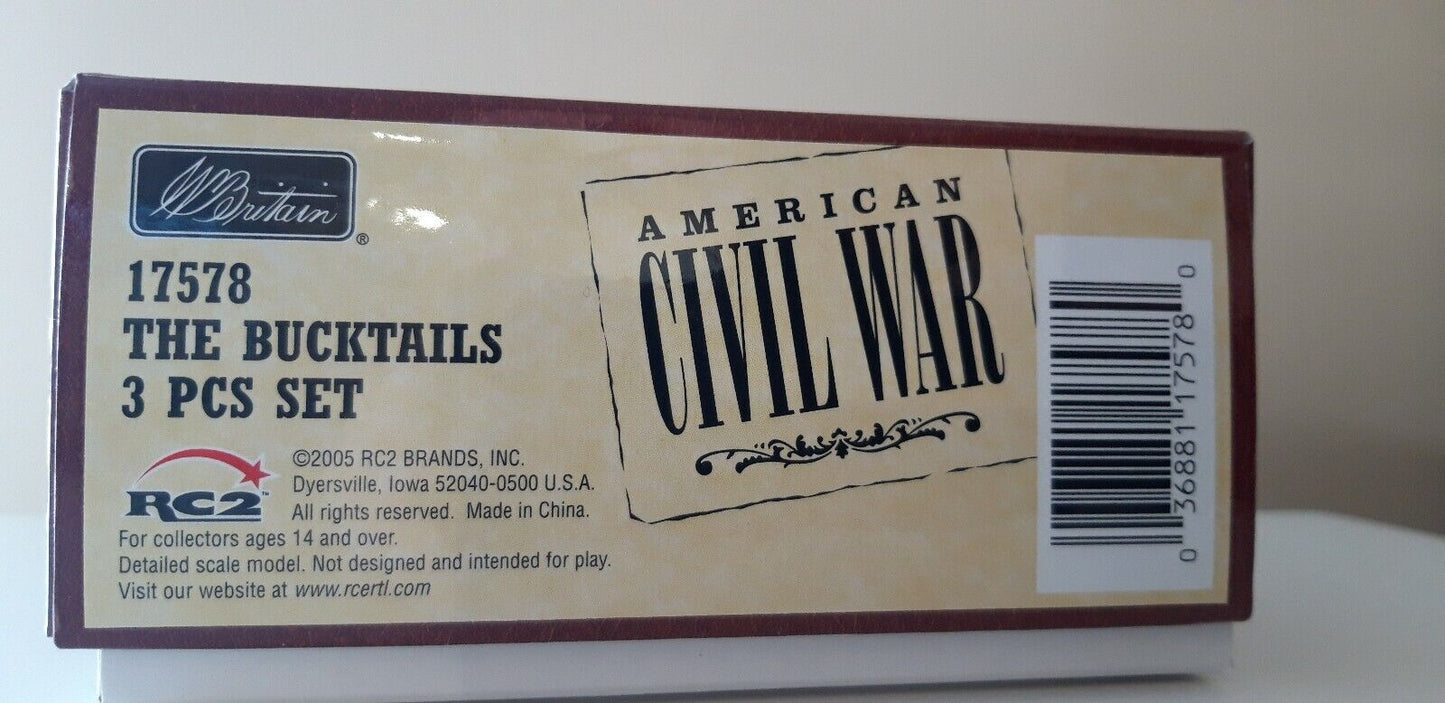 W Britain ®
17578
THE BUCKTAILS
3 PCS SET
RC2™
©2005 RC2 BRANDS, INC.
Dyersville, Iowa 52040-0500 U.S.A.
All rights reserved. Made in China.
For collectors ages 14 and over.
Detailed scale model. Not designed and intended for play.
Visit our website at www.rcertl.com
AMERICAN
CIVIL WAR
0 36881 17578 0